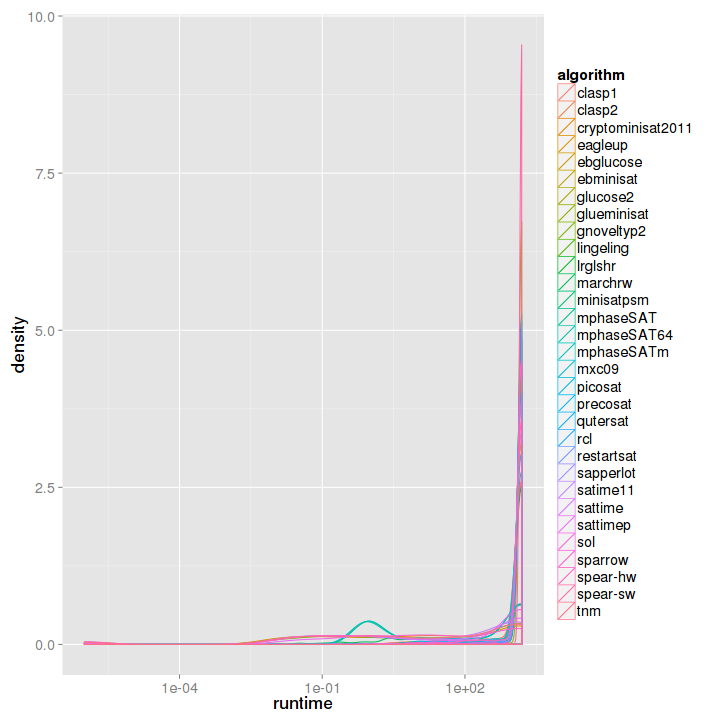 10.0
7.5
5.0
2.5
0.0
density
1e-04
1e-01
1e+02
runtime
algorithm
clasp1
clasp2
cryptominisat2011
eagleup
ebglucose
ebminisat
glucose2
glueminisat
gnoveltyp2
lingeling
lrglshr
marchrw
minisatpsm
mphaseSAT
mphaseSAT64
mphaseSATm
mxc09
picosat
precosat
qutersat
rcl
restartsat
sapperlot
satime11
sattime
sattimep
sol
sparrow
spear-hw
spear-sw
tnm